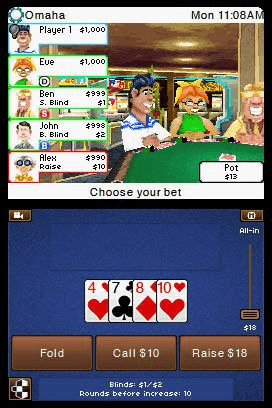 Omaha Mon 11:08AM
Player 1 $1,000
Eve $1,000
D
Ben $999
S. Blind $1
S
John $998
B. Blind $2
B
Alex $990
Raise $10
Pot
$13
Choose your bet
All-in
4 7 8 10
$18
Fold Call $10 Raise $18
Blinds: $1/$2
Rounds before increase: 10